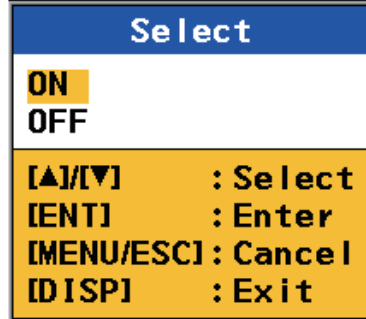 Select
ON
OFF
[▲]/[▼] : Select
[ENT] : Enter
[MENU/ESC] : Cancel
[DISP] : Exit